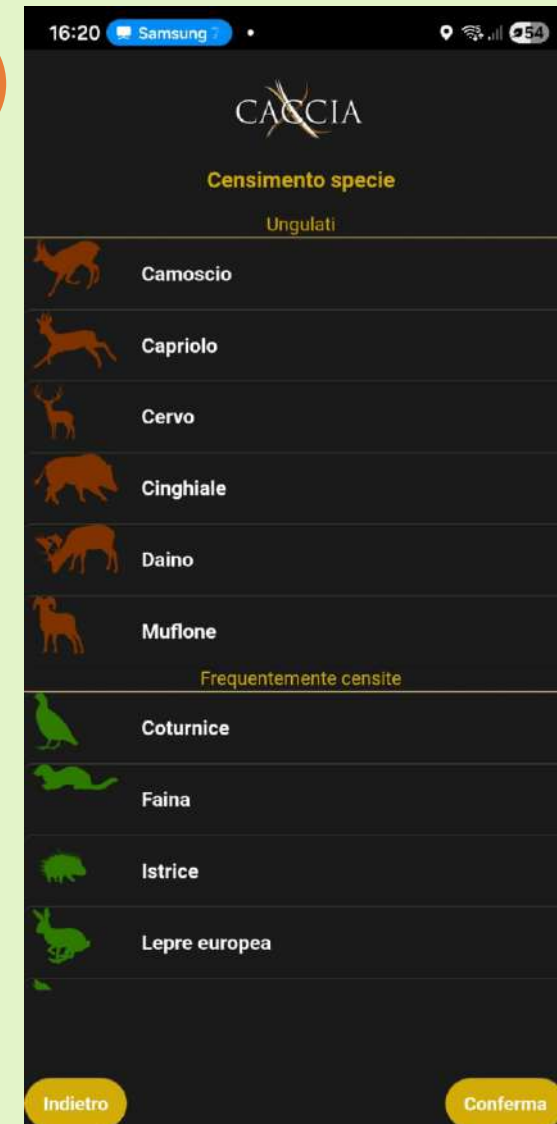 16:20 Samsung 54
CACCIA
Censimento specie
Ungulati
Camoscio
Capriolo
Cervo
Cinghiale
Daino
Muflone
Frequentemente censite
Coturnice
Faina
Istrice
Lepre europea
Indietro Conferma